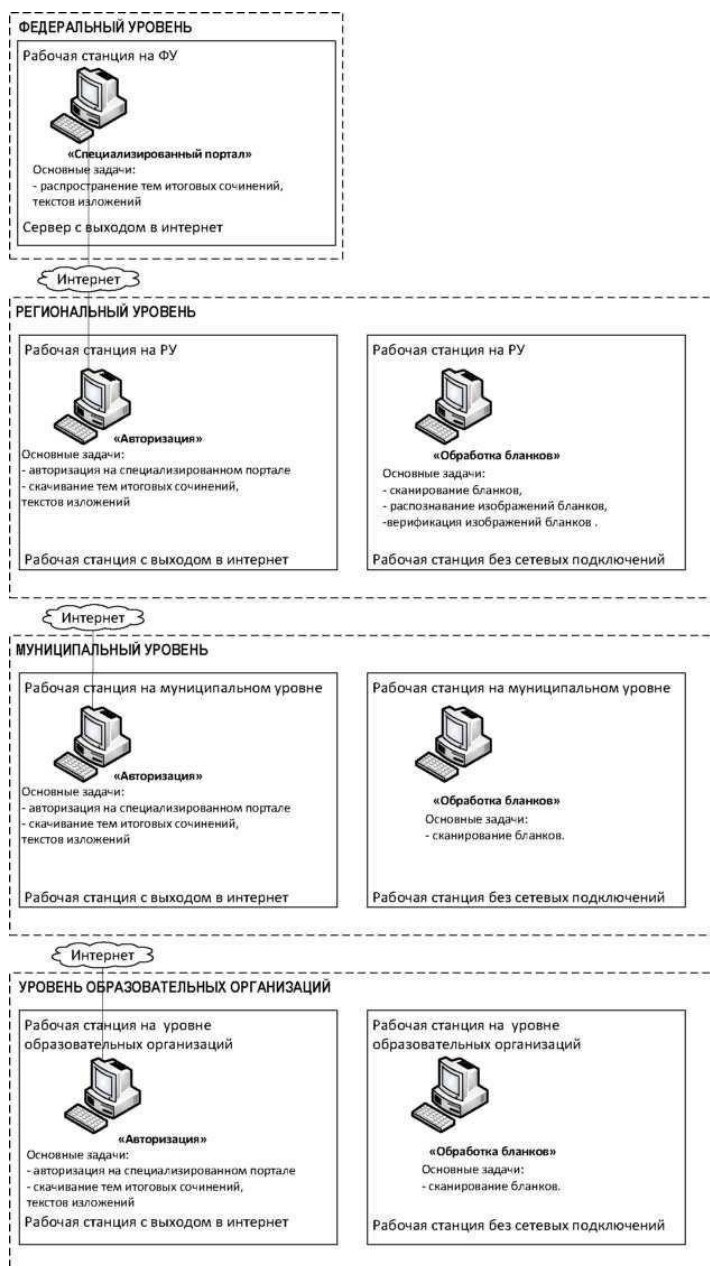 ФЕДЕРАЛЬНЫЙ УРОВЕНЬ
Рабочая станция на ФУ
«Специализированный портал»
Основные задачи:
- распространение тем итоговых сочинений,
текстов изложений
Сервер с выходом в интернет
Интернет
РЕГИОНАЛЬНЫЙ УРОВЕНЬ
Рабочая станция на РУ
«Авторизация»
Основные задачи:
- авторизация на специализированном портале
- скачивание тем итоговых сочинений,
текстов изложений
Рабочая станция с выходом в интернет
Рабочая станция на РУ
«Обработка бланков»
Основные задачи:
- сканирование бланков,
- распознавание изображений бланков,
-верификация изображений бланков .
Рабочая станция без сетевых подключений
Интернет
МУНИЦИПАЛЬНЫЙ УРОВЕНЬ
Рабочая станция на муниципальном уровне
«Авторизация»
Основные задачи:
- авторизация на специализированном портале
- скачивание тем итоговых сочинений,
текстов изложений
Рабочая станция с выходом в интернет
Рабочая станция на муниципальном уровне
«Обработка бланков»
Основные задачи:
- сканирование бланков.
Рабочая станция без сетевых подключений
Интернет
УРОВЕНЬ ОБРАЗОВАТЕЛЬНЫХ ОРГАНИЗАЦИЙ
Рабочая станция на уровне
образовательных организаций
«Авторизация»
Основные задачи:
- авторизация на специализированном портале
- скачивание тем итоговых сочинений,
текстов изложений
Рабочая станция с выходом в интернет
Рабочая станция на уровне
образовательных организаций
«Обработка бланков»
Основные задачи:
- сканирование бланков.
Рабочая станция без сетевых подключений